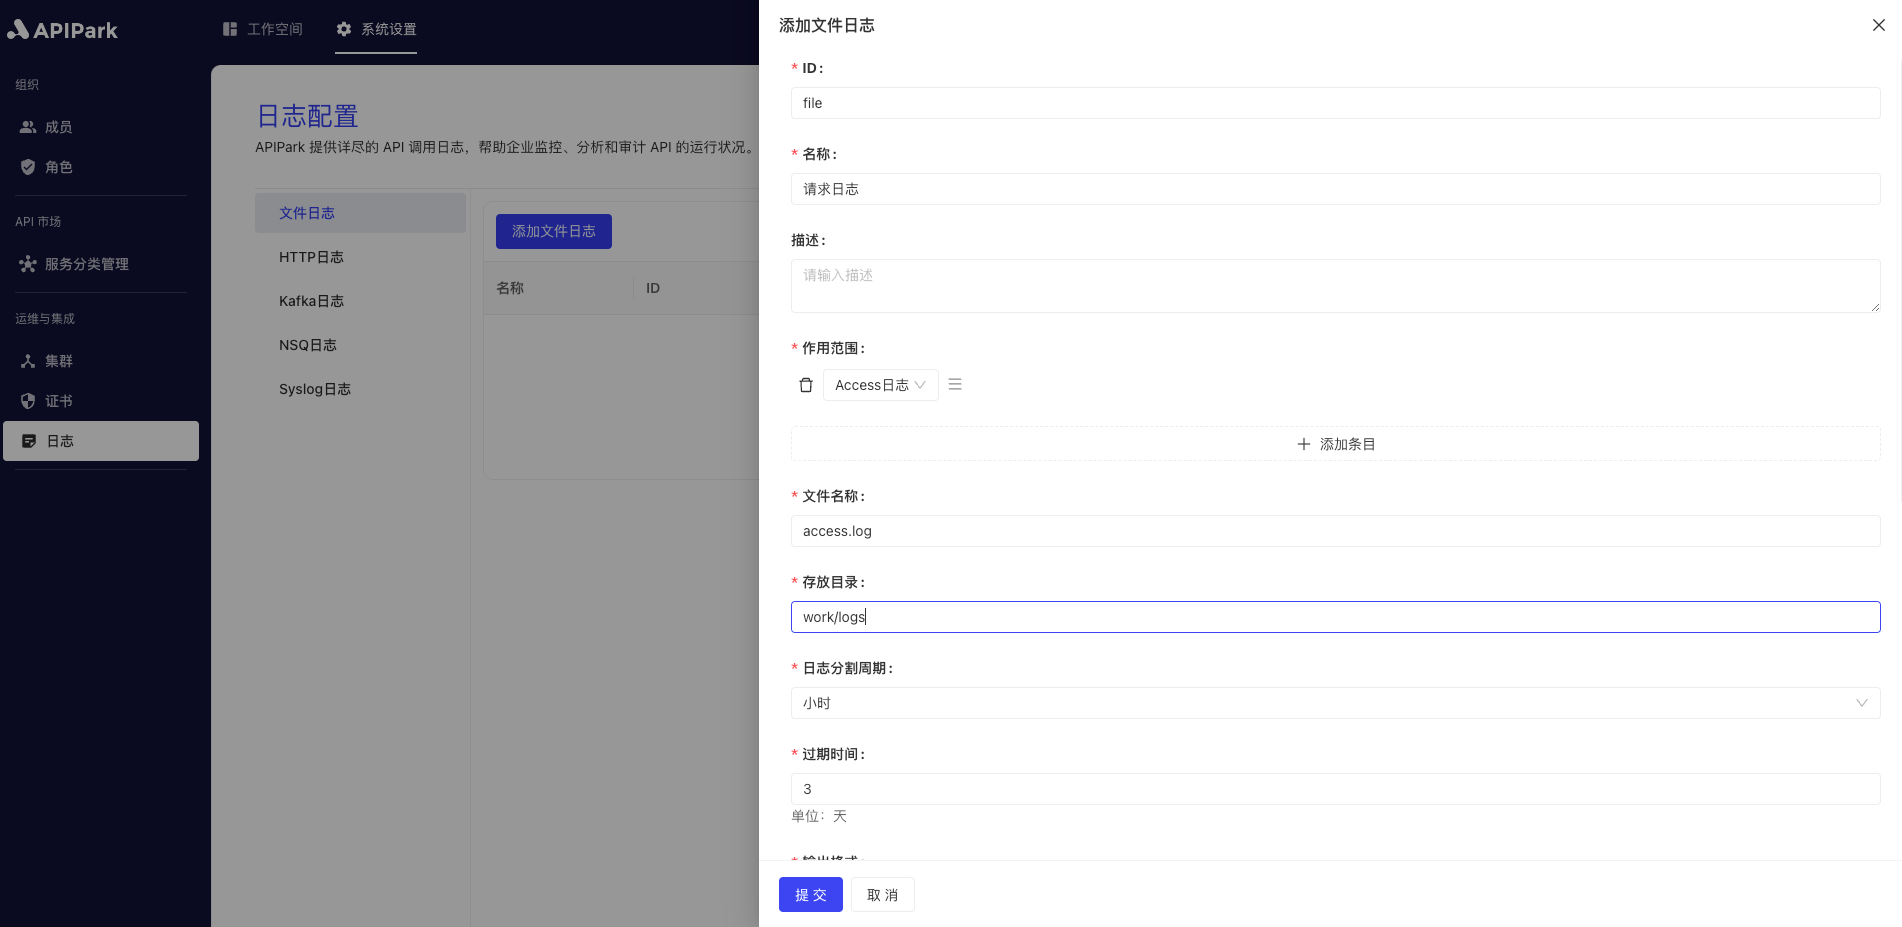 APIPark
工作空间
系统设置
组织
成员
角色
API 市场
服务分类管理
运维与集成
集群
证书
日志
日志配置
APIPark 提供详尽的 API 调用日志，帮助企业监控、分析和审计 API 的运行状况。
文件日志
HTTP日志
Kafka日志
NSQ日志
Syslog日志
添加文件日志
名称
ID
添加文件日志
* ID :
file
* 名称 :
请求日志
描述 :
请输入描述
* 作用范围 :
Access日志
添加条目
* 文件名称 :
access.log
* 存放目录 :
work/logs
* 日志分割周期 :
小时
* 过期时间 :
3
单位：天
* 输出格式 :
提 交
取 消